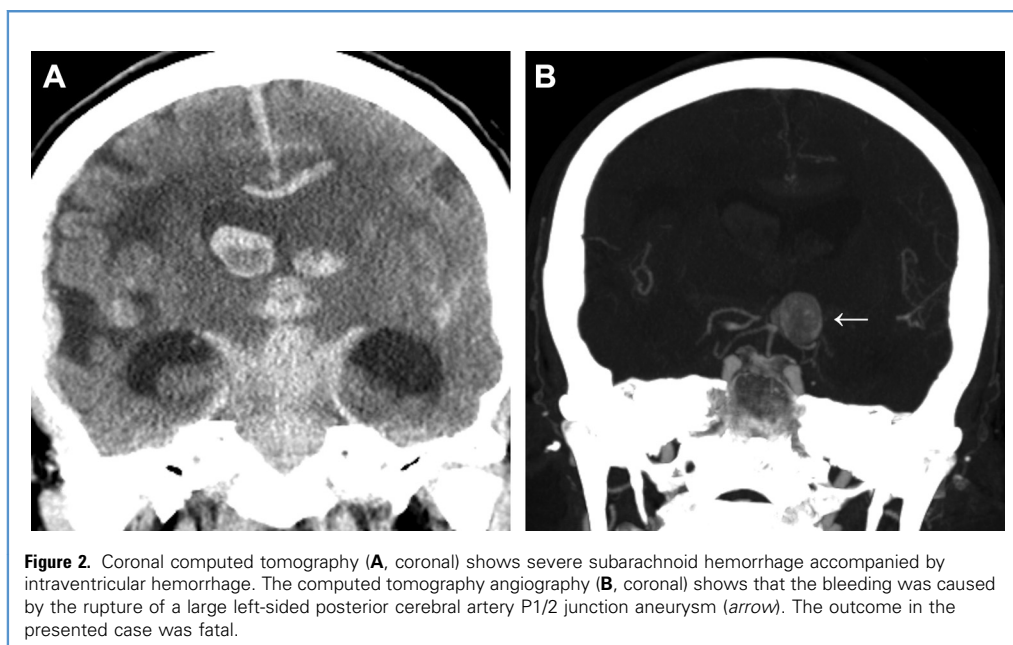 A
B
Figure 2. Coronal computed tomography (A, coronal) shows severe subarachnoid hemorrhage accompanied by
intraventricular hemorrhage. The computed tomography angiography (B, coronal) shows that the bleeding was caused
by the rupture of a large left-sided posterior cerebral artery P1/2 junction aneurysm (arrow). The outcome in the
presented case was fatal.